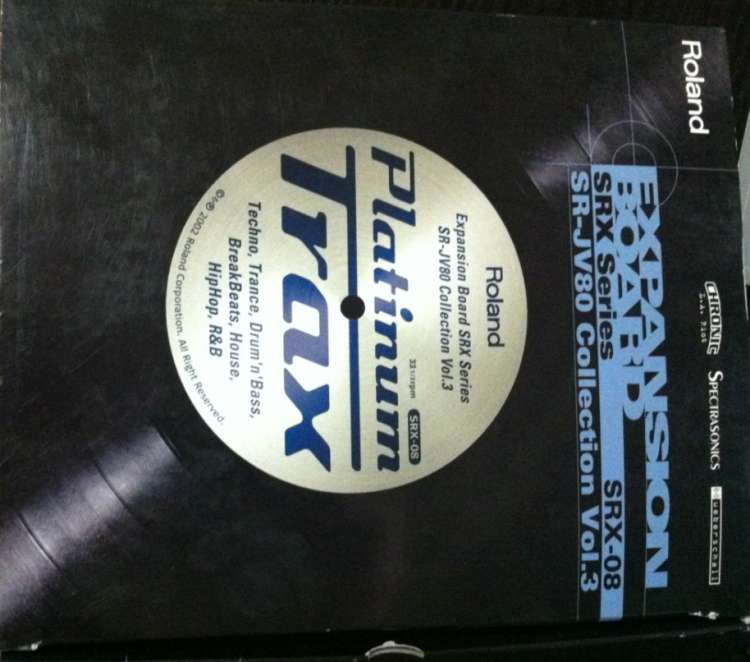 Roland
CHRONIC
SPECTRASONICS
ueberschall
EXPANSION
BOARD
SRX Series SRX-08
SR-JV80 Collection Vol.3
Roland
Expansion Board SRX Series
SR-JV80 Collection Vol.3
33 1/3 rpm SRX-08
Platinum
Trax
Techno, Trance, Drum'n'Bass,
BreakBeats, House,
HipHop, R&B
©℗ 2002 Roland Corporation. All Right Reserved.